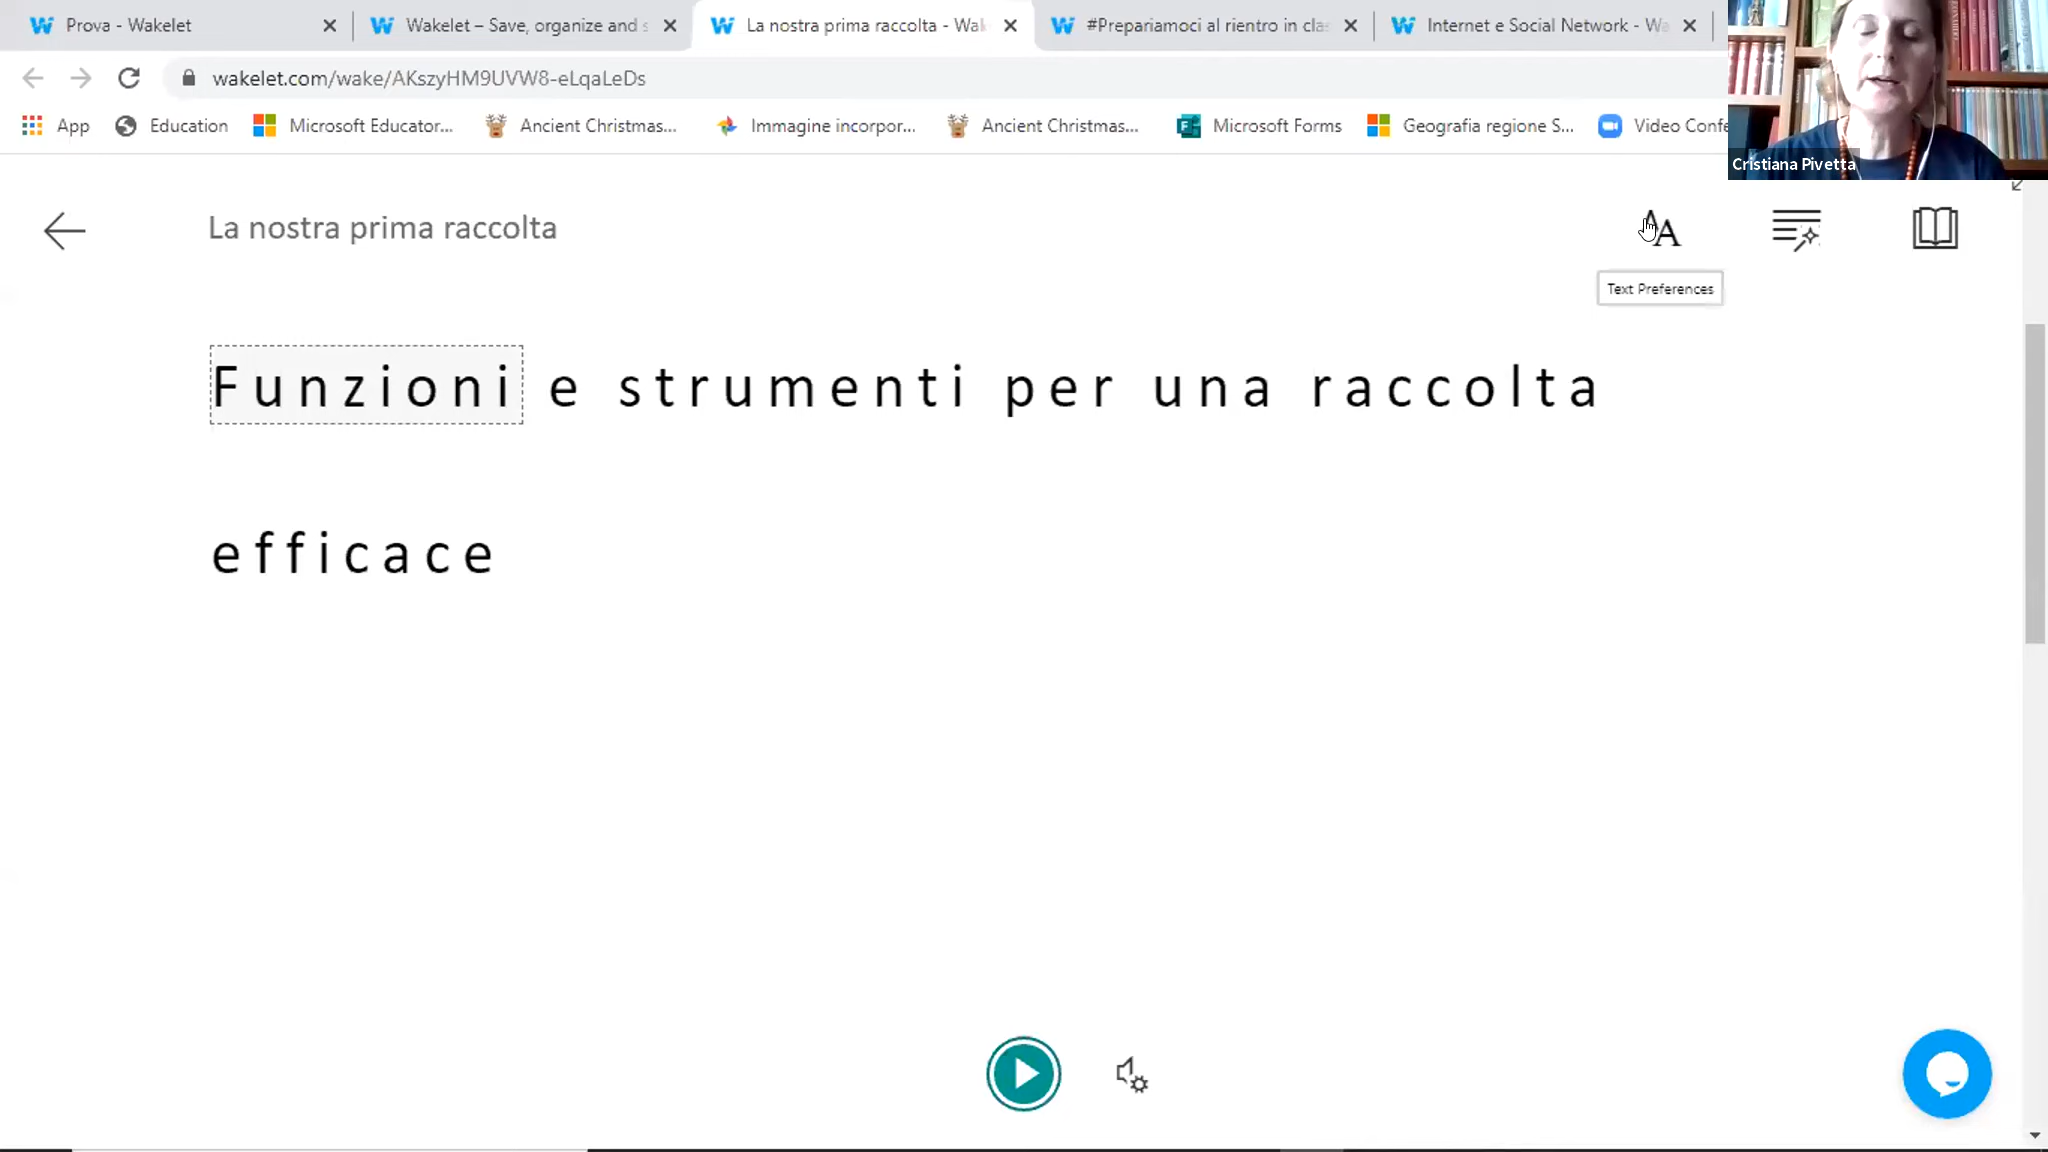 Prova - Wakelet
Wakelet – Save, organize and s
La nostra prima raccolta - Wak
#Prepariamoci al rientro in clas
Internet e Social Network - Wa
wakelet.com/wake/AKszyHM9UVW8-eLqaLeDs
App
Education
Microsoft Educator...
Ancient Christmas...
Immagine incorpor...
Ancient Christmas...
Microsoft Forms
Geografia regione S...
Video Confe
Cristiana Pivetta
La nostra prima raccolta
Text Preferences
Funzioni e strumenti per una raccolta
efficace